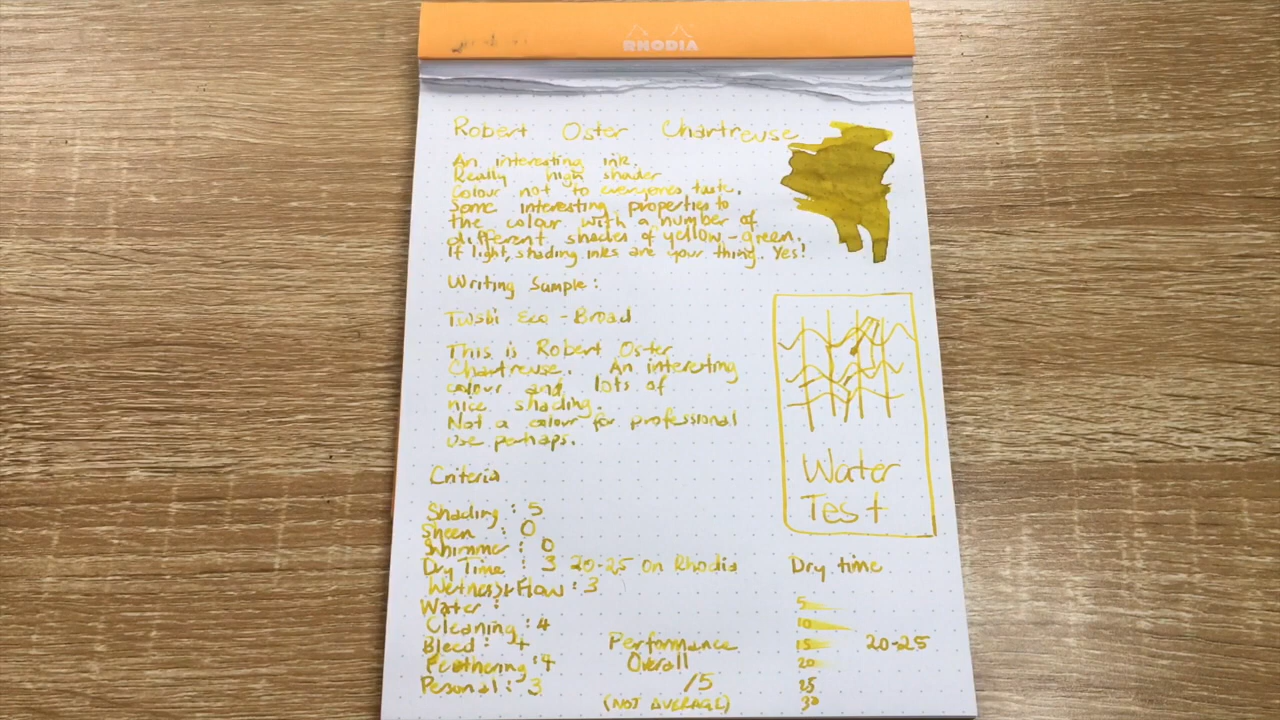 RHODIA
Robert Oster Chartreuse
An interesting ink.
Really high shader
Colour not to everyones taste.
Some interesting properties to
the colour with a number of
different shades of yellow-green.
If light, shading inks are your thing. Yes!
Writing Sample:
Twsbi Eco - Broad
This is Robert Oster
Chartreuse. An interesting
colour and lots of
nice shading.
Not a colour for professional
use perhaps.
Water
Test
Criteria
Shading: 5
Sheen: 0
Shimmer: 0
Dry Time: 3 20-25 on Rhodia
Wetness/Flow: 3
Water:
Cleaning: 4
Bleed: 4
Feathering: 4
Personal: 3
Performance
Overall
/5
(NOT AVERAGE)
Dry time
5
10
15 20-25
20
25
30